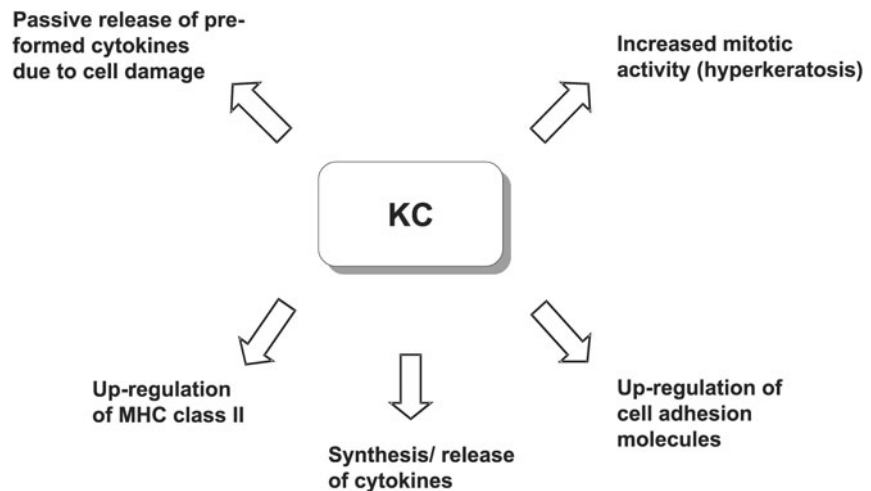 Passive release of pre-
formed cytokines
due to cell damage
Increased mitotic
activity (hyperkeratosis)
KC
Up-regulation
of MHC class II
Synthesis/ release
of cytokines
Up-regulation of
cell adhesion
molecules